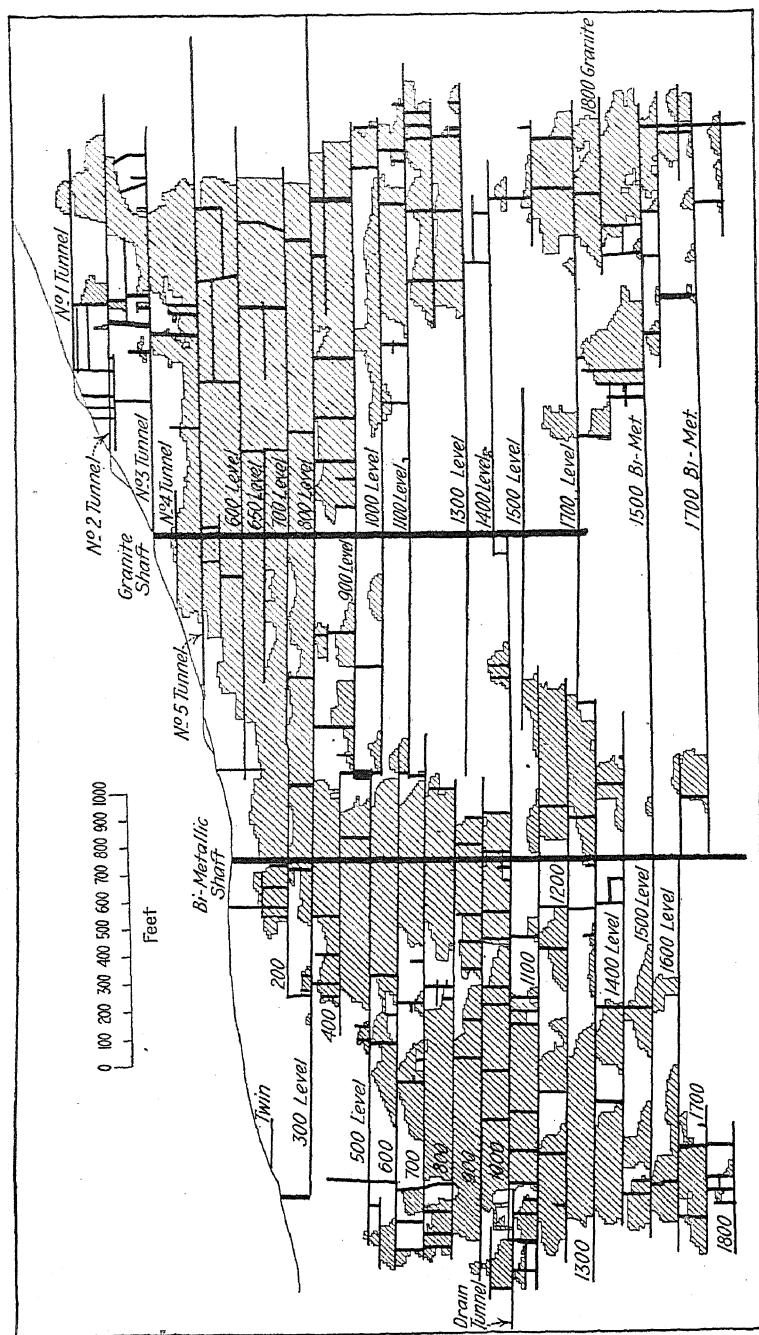 Nº 1 Tunnel
Nº 2 Tunnel
Nº 3 Tunnel
Nº 4 Tunnel
Granite
Shaft
Nº 5 Tunnel
600 Level
650 Level
700 Level
800 Level
900 Level
1000 Level
1100 Level
1300 Level
1400 Level
1500 Level
1700 Level
1800 Granite
1500 Bi-Met
1700 Bi-Met
Bi-Metallic
Shaft
0 100 200 300 400 500 600 700 800 900 1000
Feet
Twin
200
300 Level
400
500 Level
600
700
800
900
1000
Drain
Tunnel
1100
1200
1300
1400 Level
1500 Level
1600 Level
1700
1800